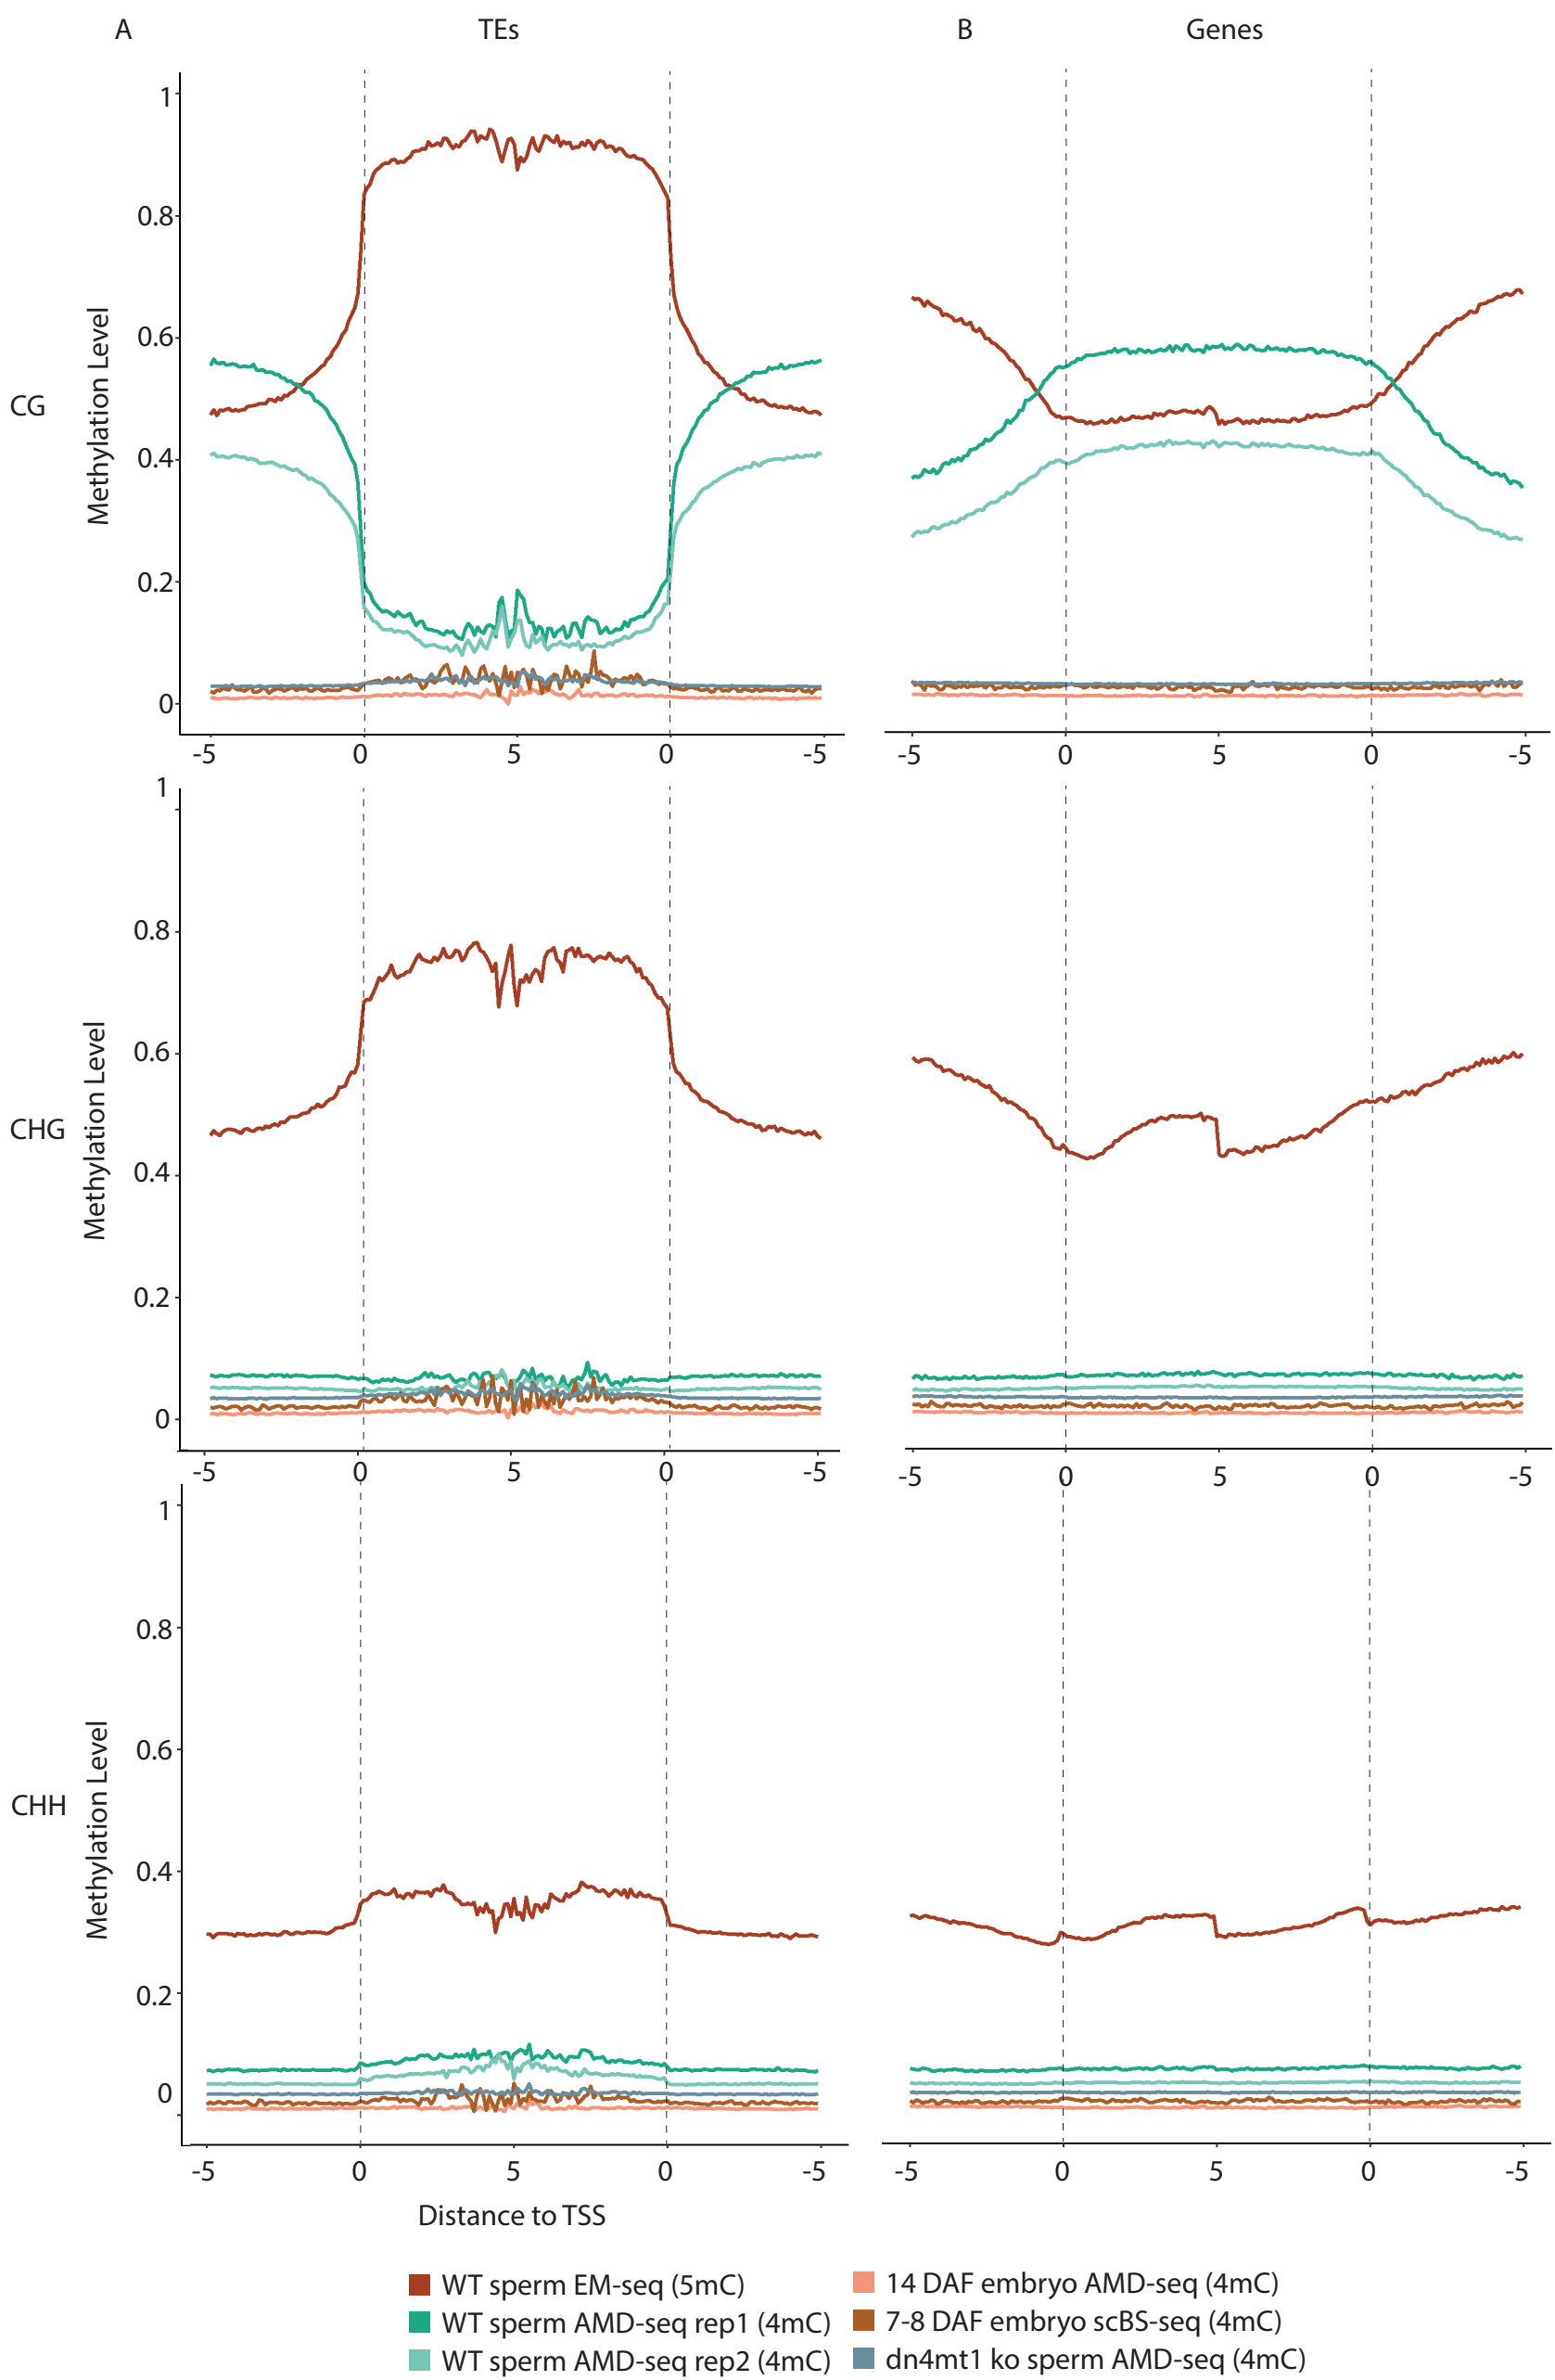 A TEs B Genes
CG
Methylation Level
1
0.8
0.6
0.4
0.2
0
-5 0 5 0 -5
-5 0 5 0 -5
CHG
Methylation Level
1
0.8
0.6
0.4
0.2
0
-5 0 5 0 -5
-5 0 5 0 -5
CHH
Methylation Level
1
0.8
0.6
0.4
0.2
0
-5 0 5 0 -5
-5 0 5 0 -5
Distance to TSS
WT sperm EM-seq (5mC)
WT sperm AMD-seq rep1 (4mC)
WT sperm AMD-seq rep2 (4mC)
14 DAF embryo AMD-seq (4mC)
7-8 DAF embryo scBS-seq (4mC)
dn4mt1 ko sperm AMD-seq (4mC)